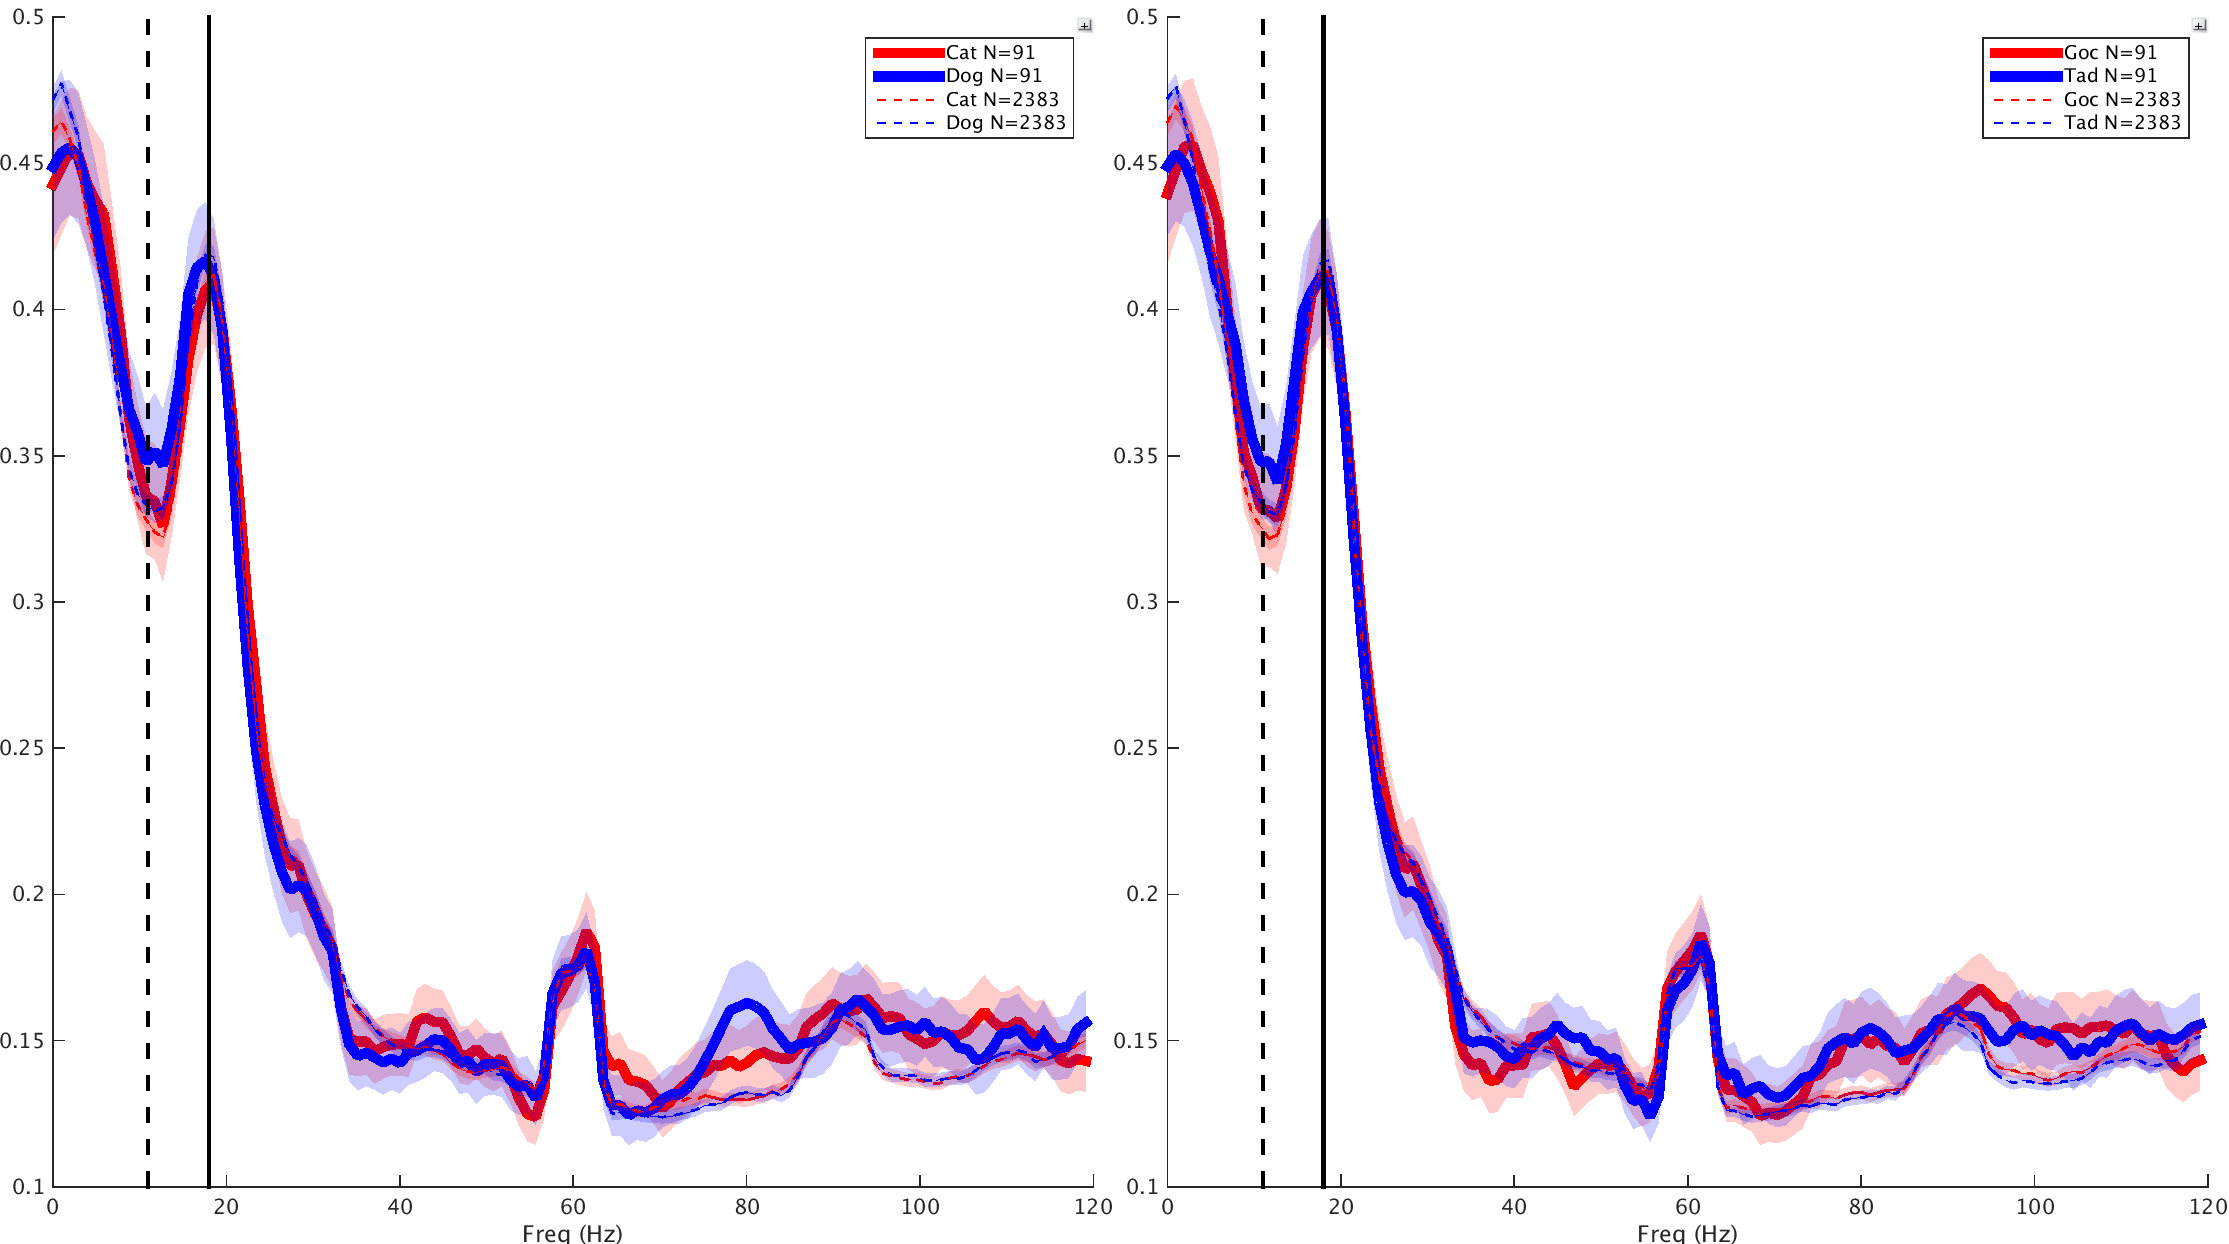 0.5
0.45
0.4
0.35
0.3
0.25
0.2
0.15
0.1
0 20 40 60 80 100 120
Freq (Hz)
Cat N=91
Dog N=91
Cat N=2383
Dog N=2383
0.5
0.45
0.4
0.35
0.3
0.25
0.2
0.15
0.1
0 20 40 60 80 100 120
Freq (Hz)
Goc N=91
Tad N=91
Goc N=2383
Tad N=2383